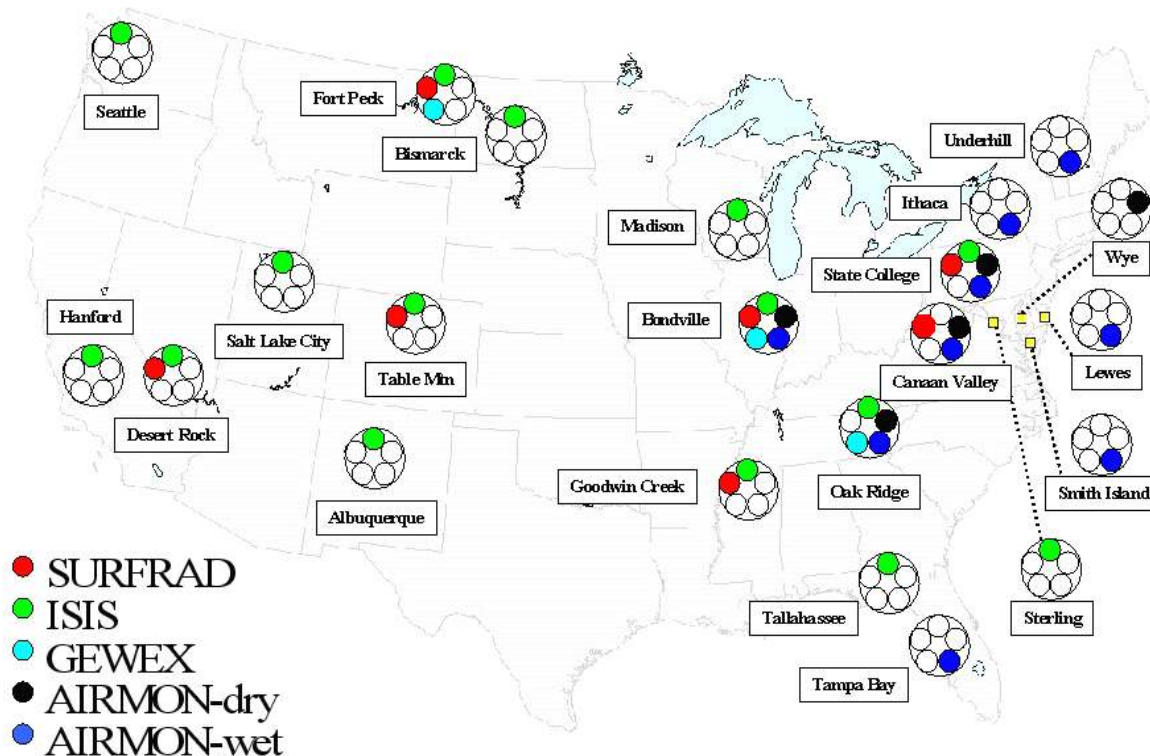 Seattle
Fort Peck
Bismarck
Underhill
Ithaca
Madison
Wye
State College
Hanford
Bondville
Salt Lake City
Table Mtn
Lewes
Canaan Valley
Desert Rock
Goodwin Creek
Oak Ridge
Smith Island
Albuquerque
SURFRAD
ISIS
Tallahassee
Sterling
GEWEX
Tampa Bay
AIRMON-dry
AIRMON-wet